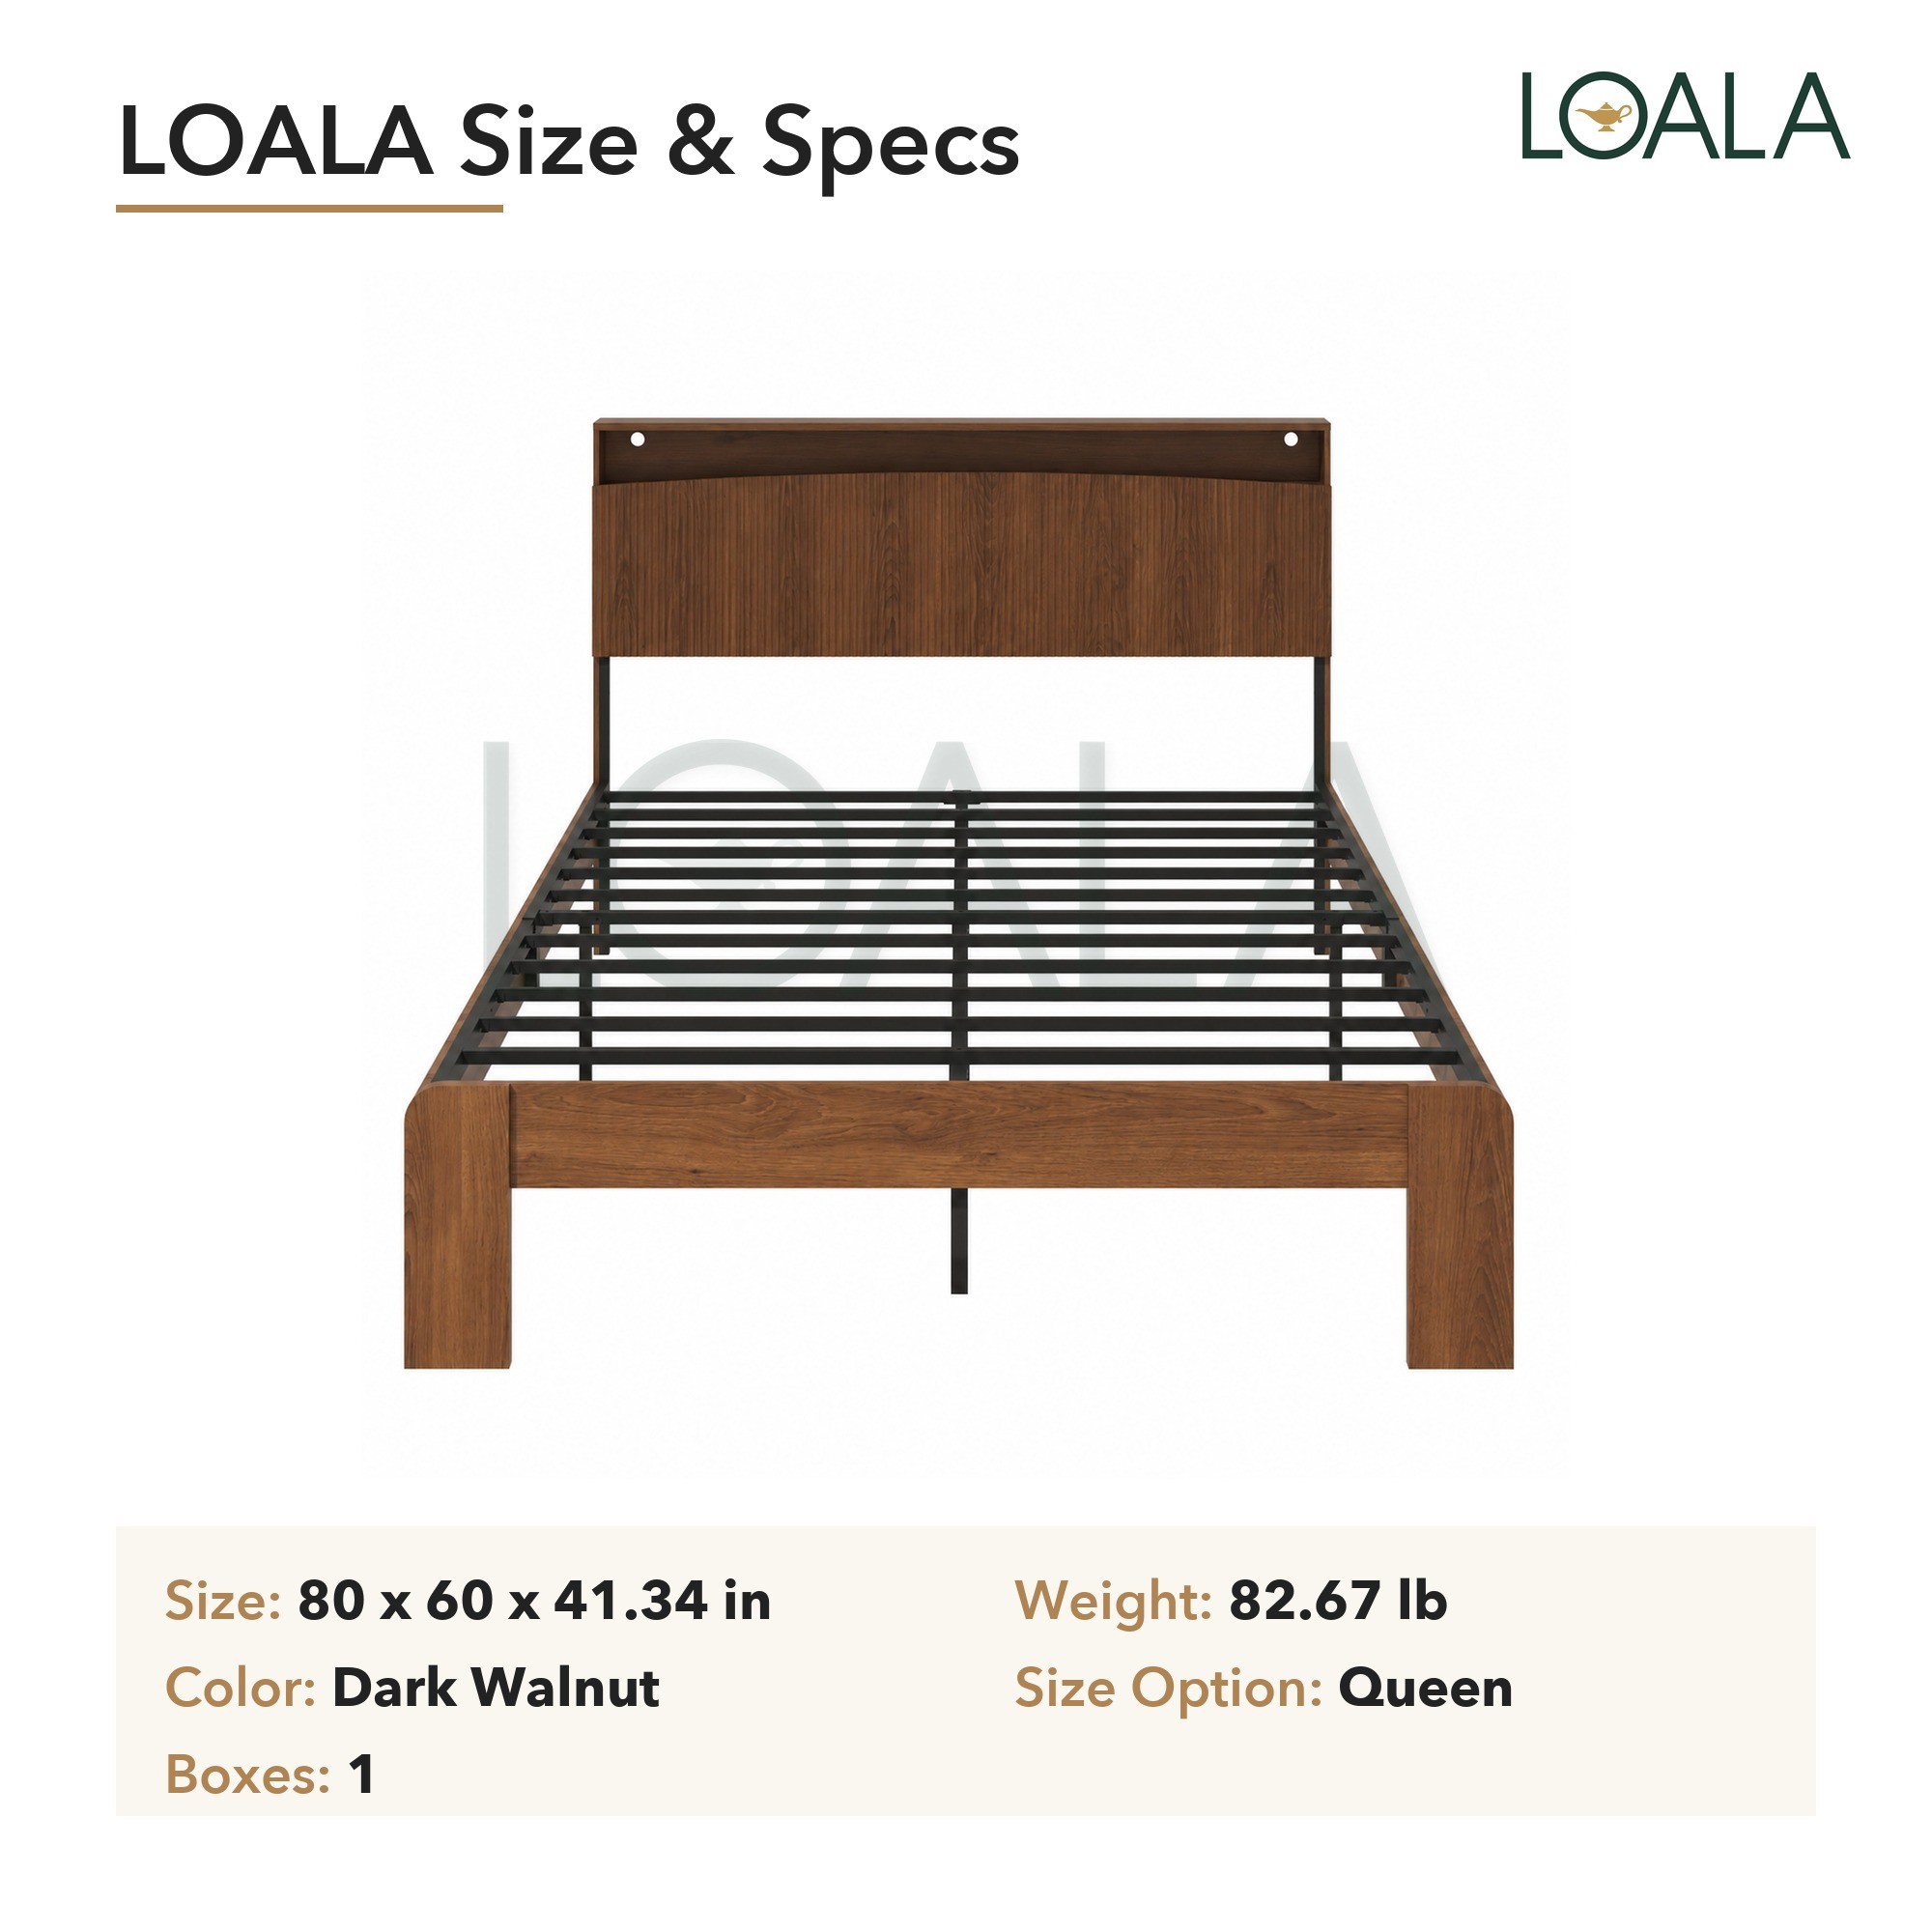 LOALA Size & Specs
LOALA
LOALA
Size: 80 x 60 x 41.34 in
Weight: 82.67 lb
Color: Dark Walnut
Size Option: Queen
Boxes: 1